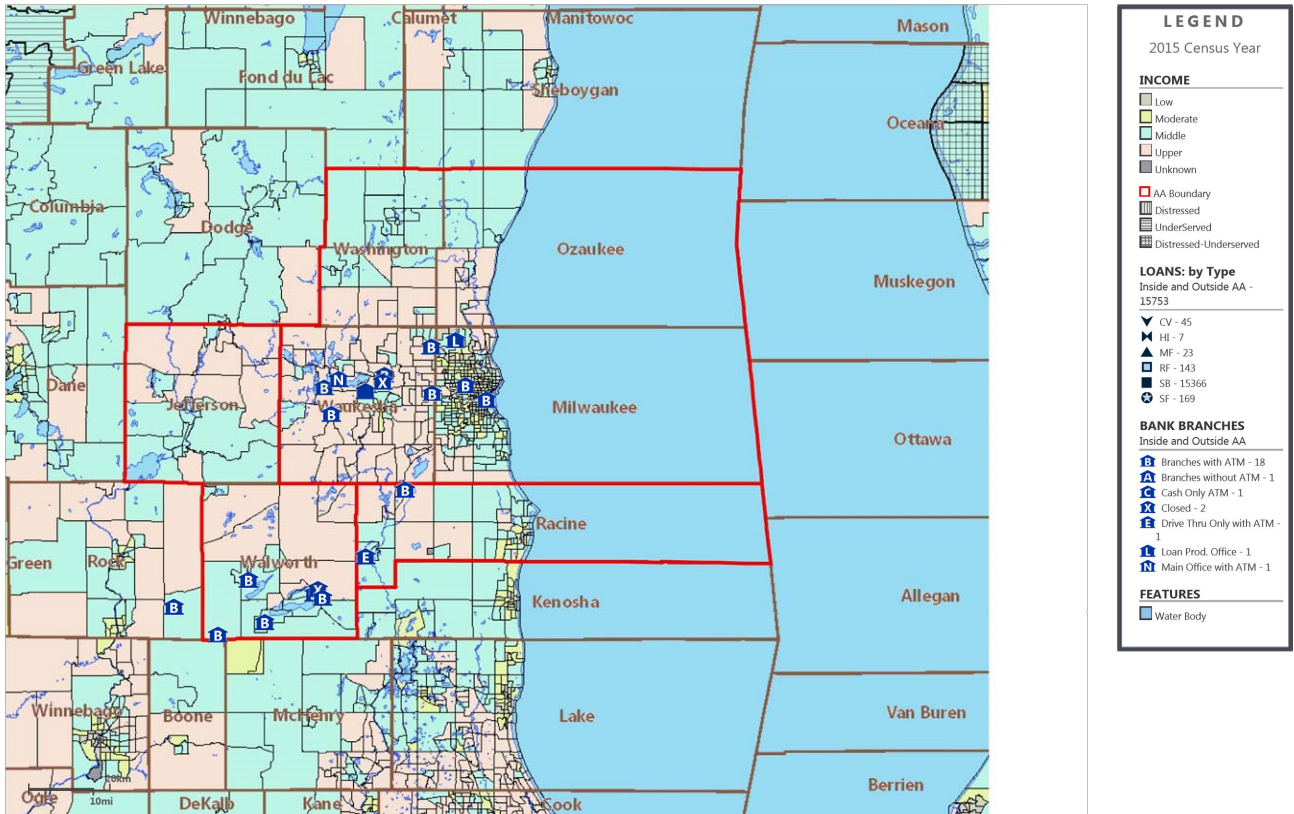 Winnebago
Calumet
Manitowoc
Mason
Green Lake
Fond du Lac
Sheboygan
Oceana
Columbia
Dodge
Washington
Ozaukee
Muskegon
L
B
Dane
N
X
B
B
B
Jefferson
Waukesha
B
B
Milwaukee
Ottawa
B
Racine
Green
Rock
Walworth
E
B
X
B
Kenosha
Allegan
B
B
B
Winnebago
Boone
McHenry
Lake
Van Buren
20km
10mi
Berrien
Ogle
DeKalb
Kane
Cook
LEGEND
2015 Census Year
INCOME
Low
Moderate
Middle
Upper
Unknown
AA Boundary
Distressed
UnderServed
Distressed-Underserved
LOANS: by Type
Inside and Outside AA -
15753
CV - 45
HI - 7
MF - 23
RF - 143
SB - 15366
SF - 169
BANK BRANCHES
Inside and Outside AA
B Branches with ATM - 18
A Branches without ATM - 1
C Cash Only ATM - 1
X Closed - 2
E Drive Thru Only with ATM -
1
L Loan Prod. Office - 1
N Main Office with ATM - 1
FEATURES
Water Body